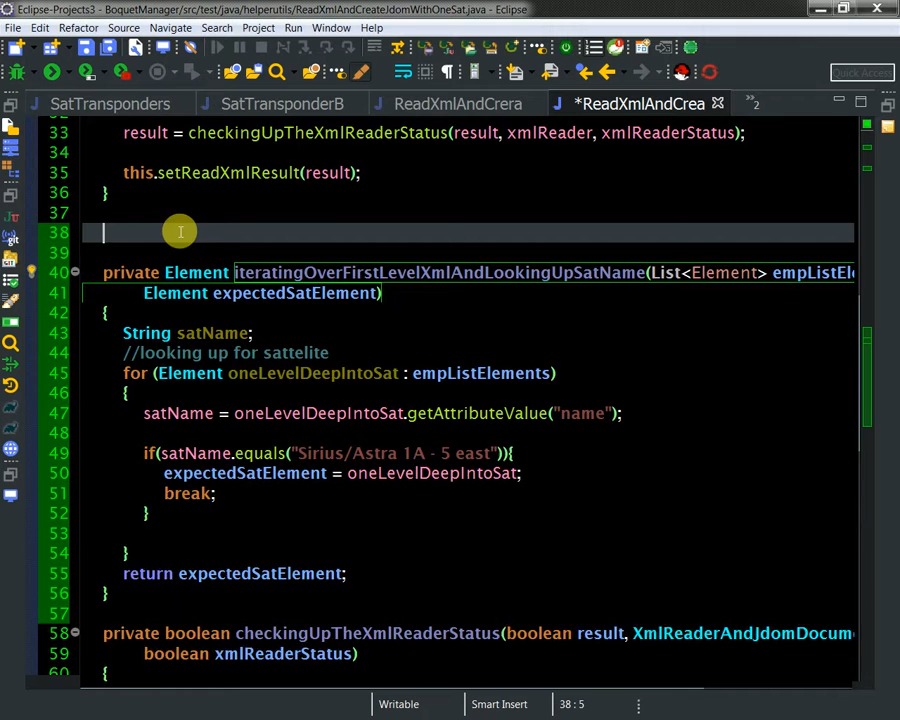 Eclipse-Projects3 - BoquetManager/src/test/java/helperutils/ReadXmlAndCreateJdomWithOneSat.java - Eclipse
File Edit Refactor Source Navigate Search Project Run Window Help
Quick Access
SatTransponders SatTransponderB ReadXmlAndCrea *ReadXmlAndCrea »2
33 result = checkingUpTheXmlReaderStatus(result, xmlReader, xmlReaderStatus);
34
35 this.setReadXmlResult(result);
36 }
37
38
39
40 private Element iteratingOverFirstLevelXmlAndLookingUpSatName(List<Element> empListEle
41 Element expectedSatElement)
42 {
43 String satName;
44 //looking up for sattelite
45 for (Element oneLevelDeepIntoSat : empListElements)
46 {
47 satName = oneLevelDeepIntoSat.getAttributeValue("name");
48
49 if(satName.equals("Sirius/Astra 1A - 5 east")){
50 expectedSatElement = oneLevelDeepIntoSat;
51 break;
52 }
53
54 }
55 return expectedSatElement;
56 }
57
58 private boolean checkingUpTheXmlReaderStatus(boolean result, XmlReaderAndJdomDocume
59 boolean xmlReaderStatus)
60 {
Writable Smart Insert 38 : 5